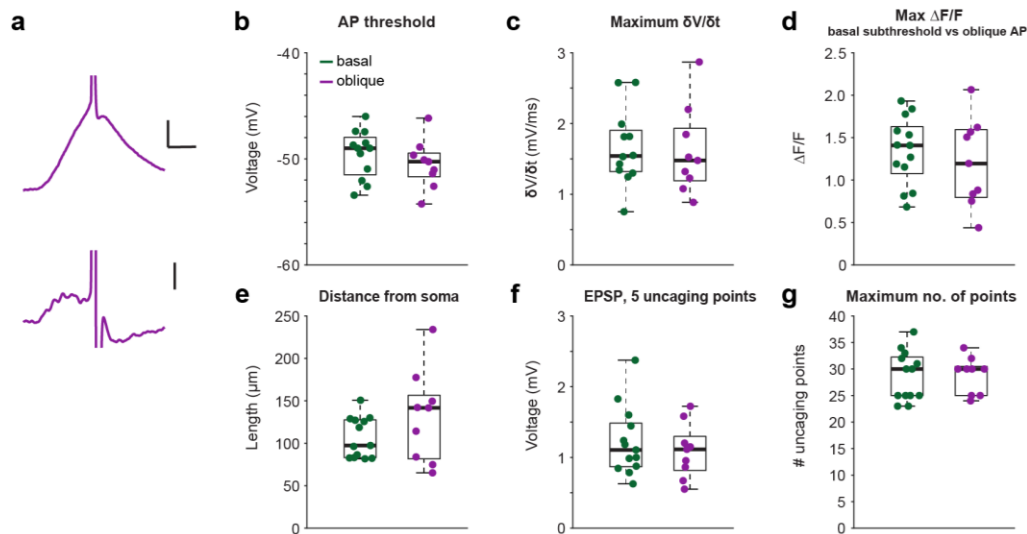 a
b
AP threshold
-40
-50
-60
Voltage (mV)
basal
oblique
c
Maximum δV/δt
3
2
1
0
δV/δt (mV/ms)
d
Max ΔF/F
basal subthreshold vs oblique AP
2.5
2.0
1.5
1.0
0.5
0
ΔF/F
e
Distance from soma
250
200
150
100
50
0
Length (µm)
f
EPSP, 5 uncaging points
3
2
1
0
Voltage (mV)
g
Maximum no. of points
40
35
30
25
20
15
10
5
0
# uncaging points